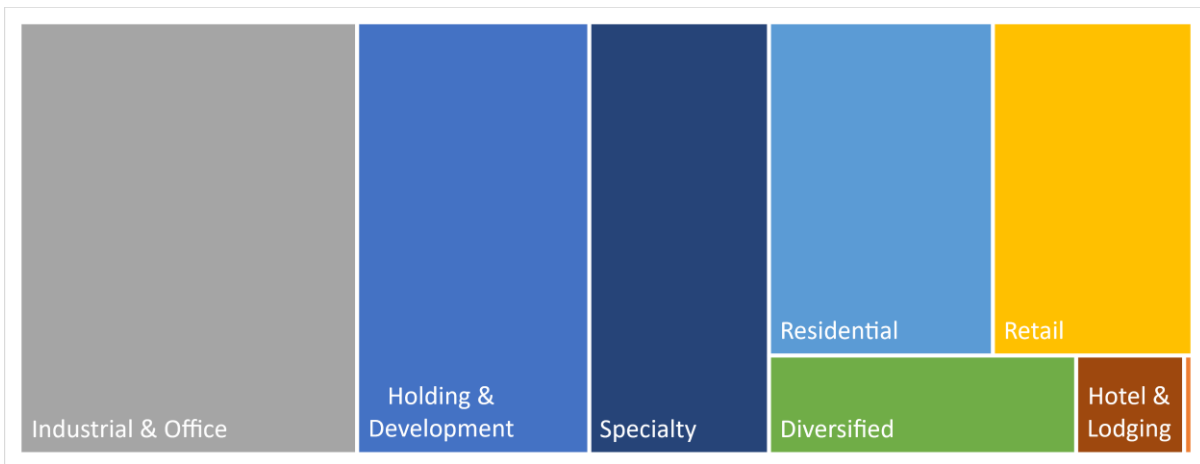 Industrial & Office
Holding &
Development
Specialty
Residential
Retail
Diversified
Hotel &
Lodging